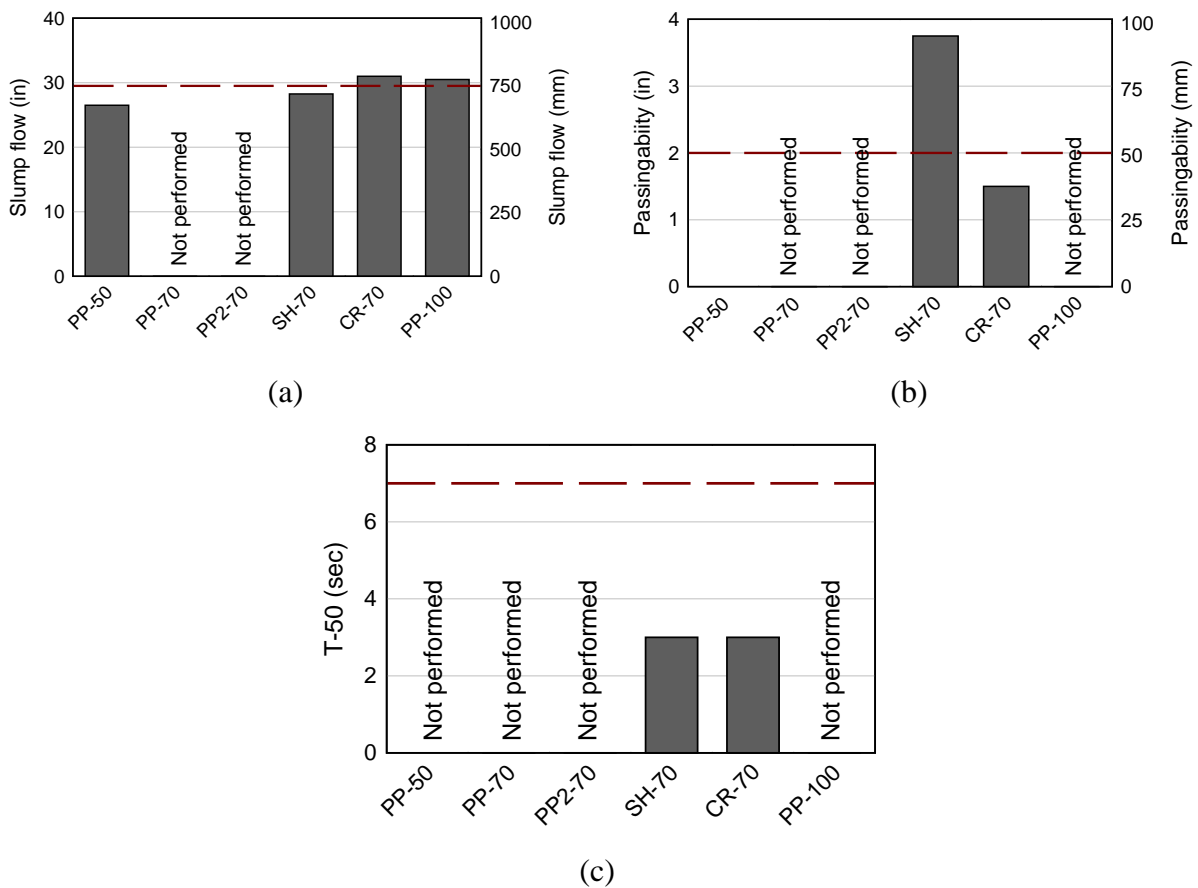 40
30
20
10
0
Slump flow (in)
1000
750
500
250
0
Slump flow (mm)
Not performed
Not performed
PP-50
PP-70
PP2-70
SH-70
CR-70
PP-100
(a)
4
3
2
1
0
Passingabiity (in)
100
75
50
25
0
Passingabiity (mm)
Not performed
Not performed
Not performed
PP-50
PP-70
PP2-70
SH-70
CR-70
PP-100
(b)
8
6
4
2
0
T-50 (sec)
Not performed
Not performed
Not performed
Not performed
PP-50
PP-70
PP2-70
SH-70
CR-70
PP-100
(c)